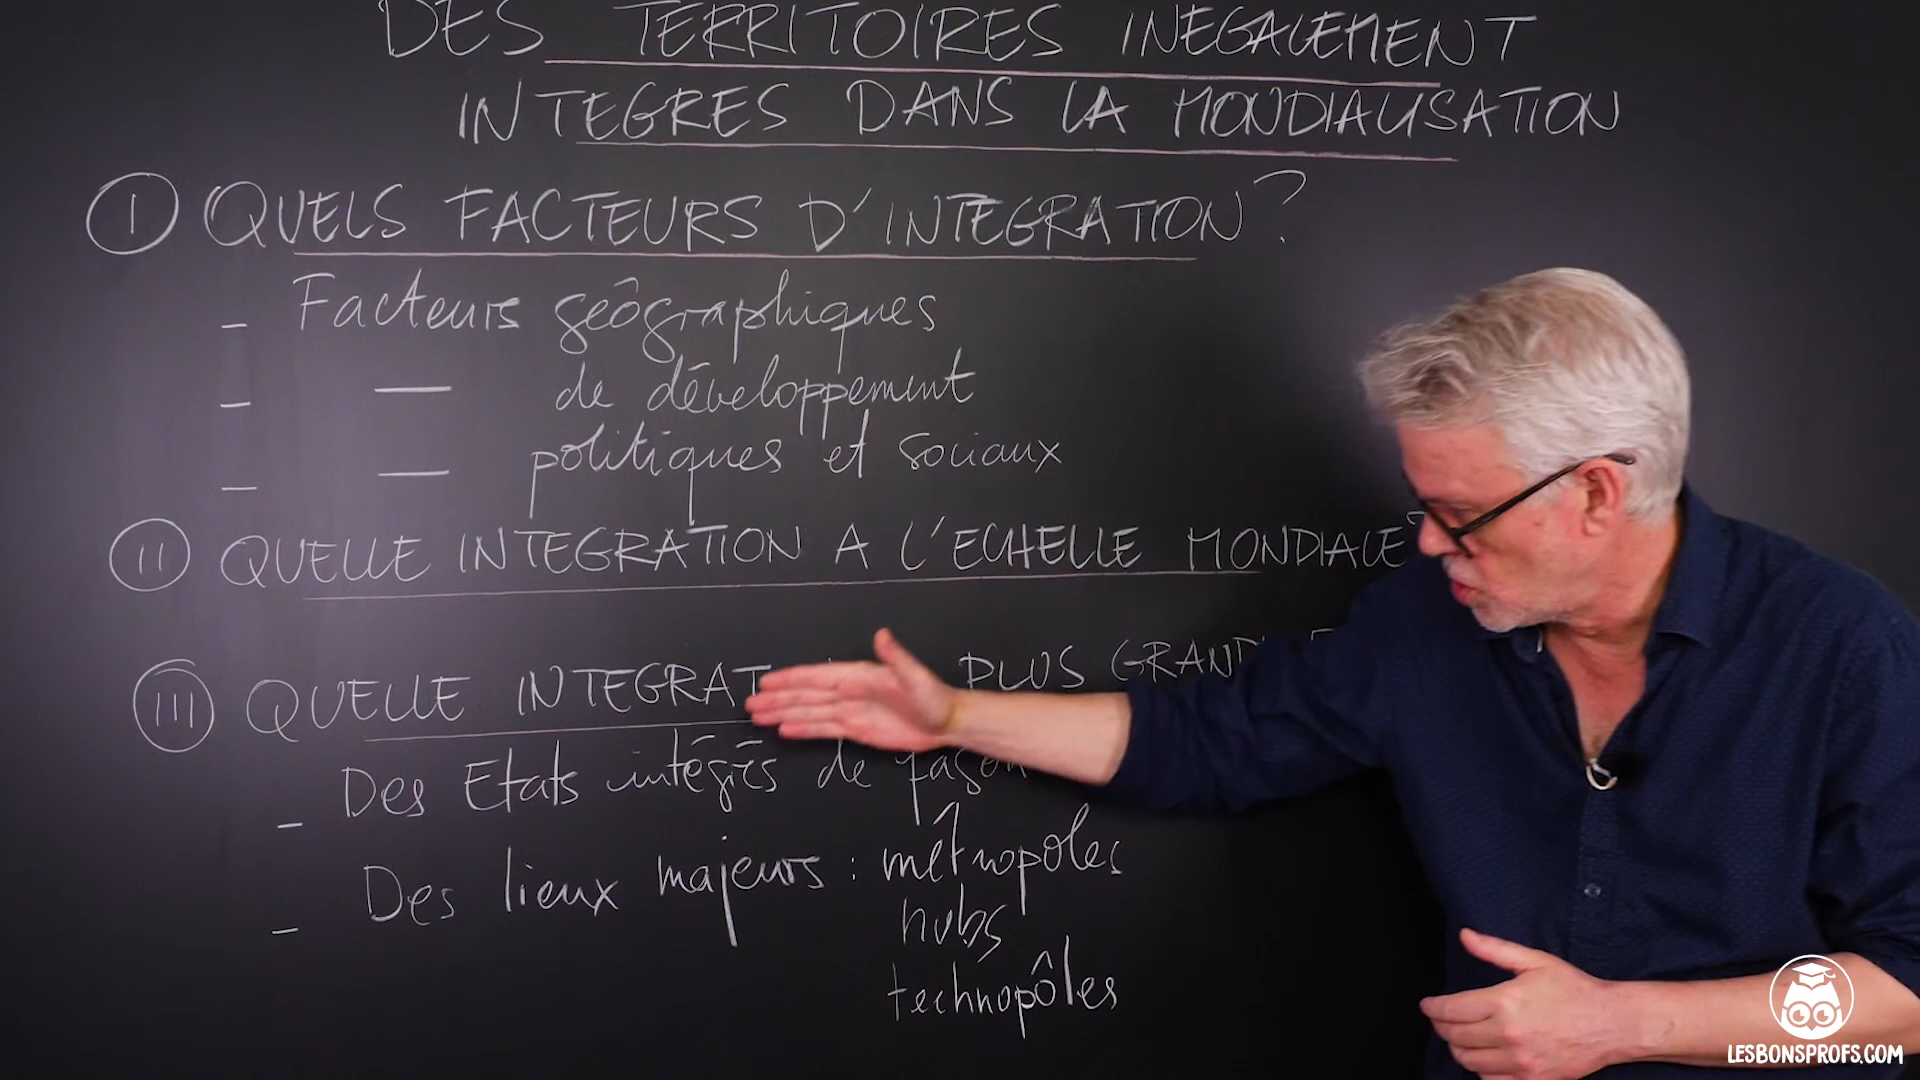 DES TERRITOIRES INEGALEMENT
INTEGRES DANS LA MONDIALISATION
I QUELS FACTEURS D'INTEGRATION?
- Facteurs géographiques
- — de développement
- — politiques et sociaux
II QUELLE INTEGRATION A L'ECHELLE MONDIALE?
III QUELLE INTEGRAT PLUS GRAND
- Des Etats intégrés de façon
- Des lieux majeurs : métropoles
hubs
technopôles
LESBONSPROFS.COM